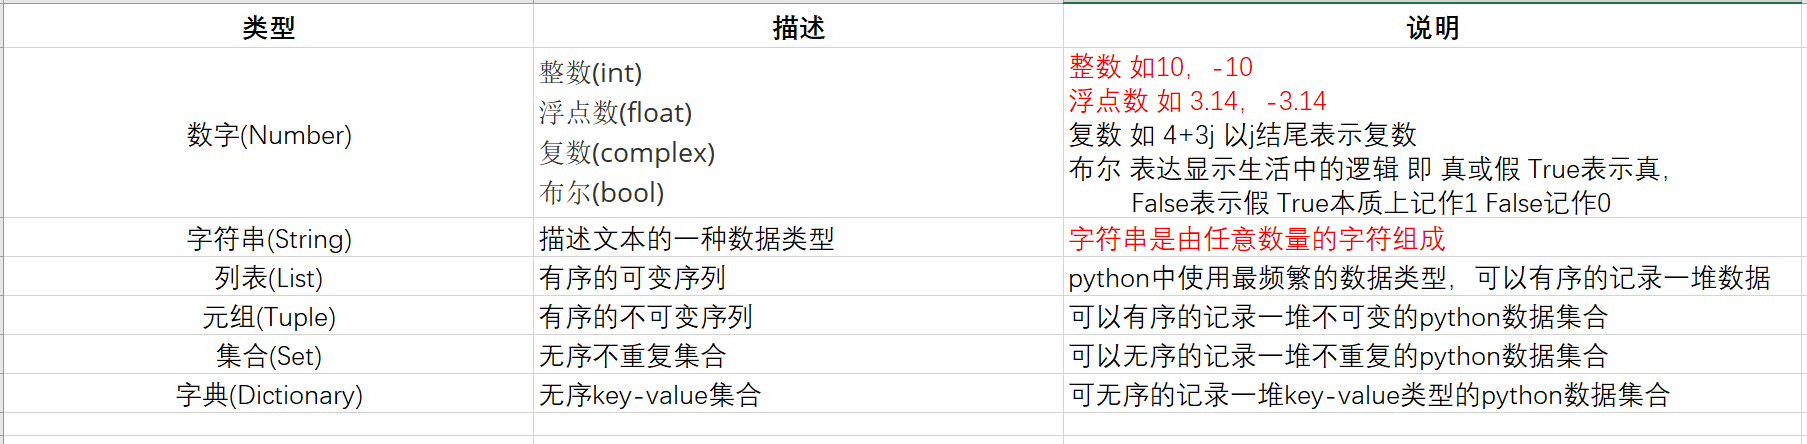 类型 描述 说明
数字(Number)
整数(int)
浮点数(float)
复数(complex)
布尔(bool)
整数 如10，-10
浮点数 如 3.14，-3.14
复数 如 4+3j 以j结尾表示复数
布尔 表达显示生活中的逻辑 即 真或假 True表示真，
False表示假 True本质上记作1 False记作0
字符串(String) 描述文本的一种数据类型 字符串是由任意数量的字符组成
列表(List) 有序的可变序列 python中使用最频繁的数据类型，可以有序的记录一堆数据
元组(Tuple) 有序的不可变序列 可以有序的记录一堆不可变的python数据集合
集合(Set) 无序不重复集合 可以无序的记录一堆不重复的python数据集合
字典(Dictionary) 无序key-value集合 可无序的记录一堆key-value类型的python数据集合